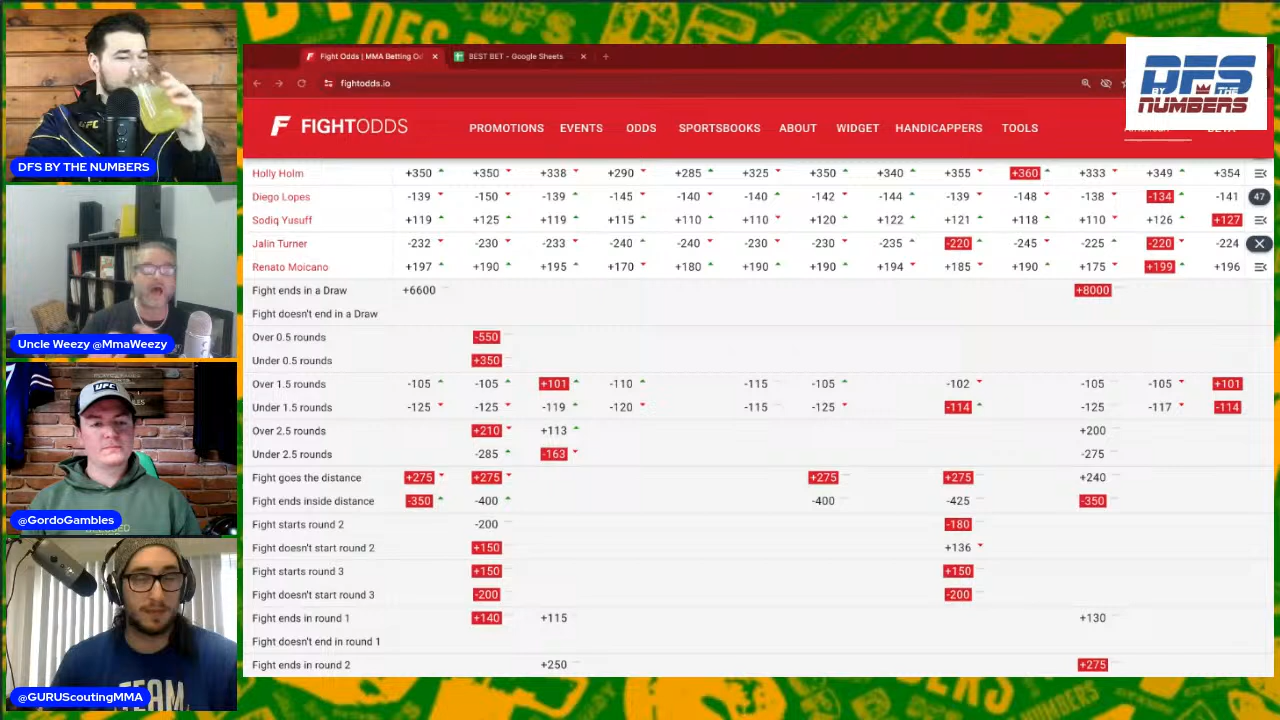 Fight Odds | MMA Betting Od
BEST BET - Google Sheets
fightodds.io
DFS
BY THE
NUMBERS
FIGHTODDS
PROMOTIONS EVENTS ODDS SPORTSBOOKS ABOUT WIDGET HANDICAPPERS TOOLS
Holly Holm +350 +350 +338 +290 +285 +325 +350 +340 +355 +360 +333 +349 +354
Diego Lopes -139 -150 -139 -145 -140 -140 -142 -144 -139 -148 -138 -134 -141 47
Sodiq Yusuff +119 +125 +119 +115 +110 +110 +120 +122 +121 +118 +110 +126 +127
Jalin Turner -232 -230 -233 -240 -240 -230 -230 -235 -220 -245 -225 -220 -224
Renato Moicano +197 +190 +195 +170 +180 +190 +190 +194 +185 +190 +175 +199 +196
Fight ends in a Draw +6600 +8000
Fight doesn't end in a Draw
Over 0.5 rounds -550
Under 0.5 rounds +350
Over 1.5 rounds -105 -105 +101 -110 -115 -105 -102 -105 -105 +101
Under 1.5 rounds -125 -125 -119 -120 -115 -125 -114 -125 -117 -114
Over 2.5 rounds +210 +113 +200
Under 2.5 rounds -285 -163 -275
Fight goes the distance +275 +275 +275 +275 +240
Fight ends inside distance -350 -400 -400 -425 -350
Fight starts round 2 -200 -180
Fight doesn't start round 2 +150 +136
Fight starts round 3 +150 +150
Fight doesn't start round 3 -200 -200
Fight ends in round 1 +140 +115 +130
Fight doesn't end in round 1
Fight ends in round 2 +250 +275
UFC
DFS BY THE NUMBERS
Uncle Weezy @MmaWeezy
UFC
@GordoGambles
TEAM
@GURUScoutingMMA